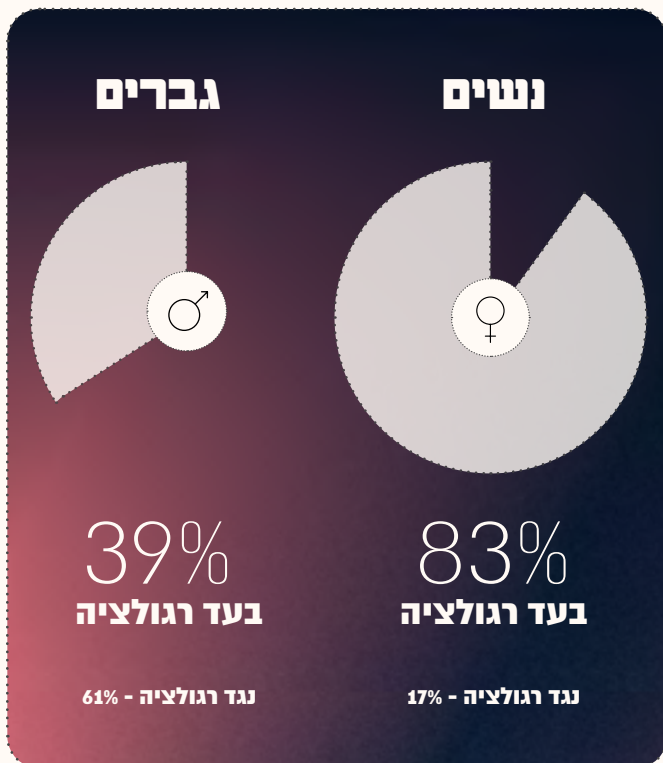 נשים
83%
בעד רגולציה
נגד רגולציה - 17%
גברים
39%
בעד רגולציה
נגד רגולציה - 61%